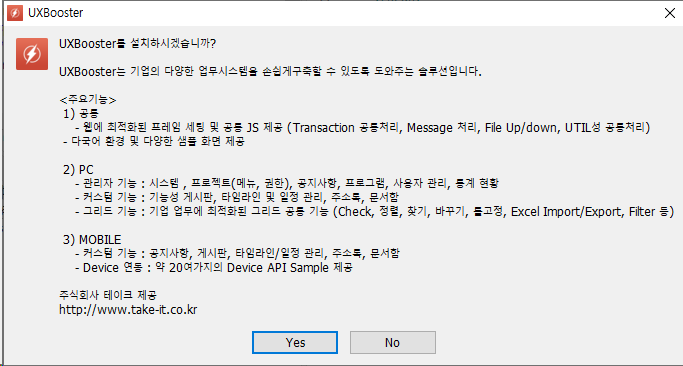 UXBooster
UXBooster를 설치하시겠습니까?
UXBooster는 기업의 다양한 업무시스템을 손쉽게구축할 수 있도록 도와주는 솔루션입니다.
<주요기능>
1) 공통
- 웹에 최적화된 프레임 세팅 및 공통 JS 제공 (Transaction 공통처리, Message 처리, File Up/down, UTIL성 공통처리)
- 다국어 환경 및 다양한 샘플 화면 제공
2) PC
- 관리자 기능 : 시스템 , 프로젝트(메뉴, 권한), 공지사항, 프로그램, 사용자 관리, 통계 현황
- 커스텀 기능 : 기능성 게시판, 타임라인 및 일정 관리, 주소록, 문서함
- 그리드 기능 : 기업 업무에 최적화된 그리드 공통 기능 (Check, 정렬, 찾기, 바꾸기, 틀고정, Excel Import/Export, Filter 등)
3) MOBILE
- 커스텀 기능 : 공지사항, 게시판, 타임라인/일정 관리, 주소록, 문서함
- Device 연동 : 약 20여가지의 Device API Sample 제공
주식회사 테이크 제공
http://www.take-it.co.kr
Yes No